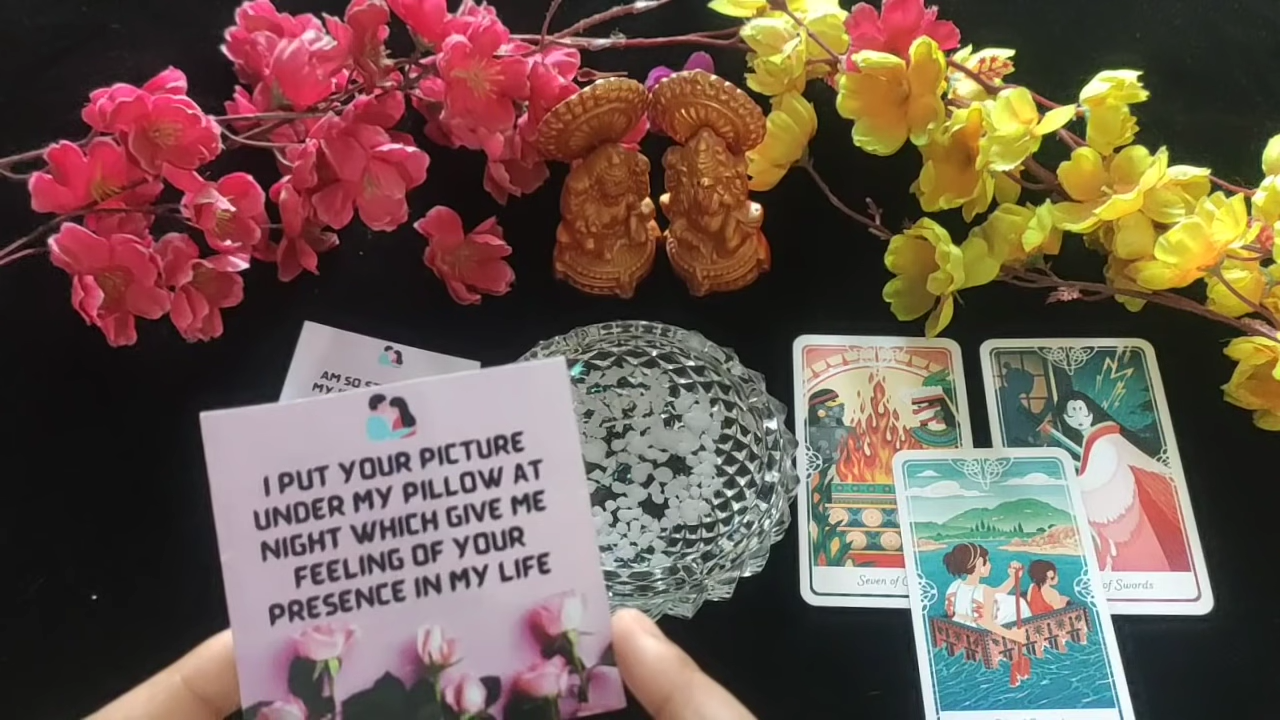 AM SO
MY
I PUT YOUR PICTURE
UNDER MY PILLOW AT
NIGHT WHICH GIVE ME
FEELING OF YOUR
PRESENCE IN MY LIFE
Seven of
of Swords